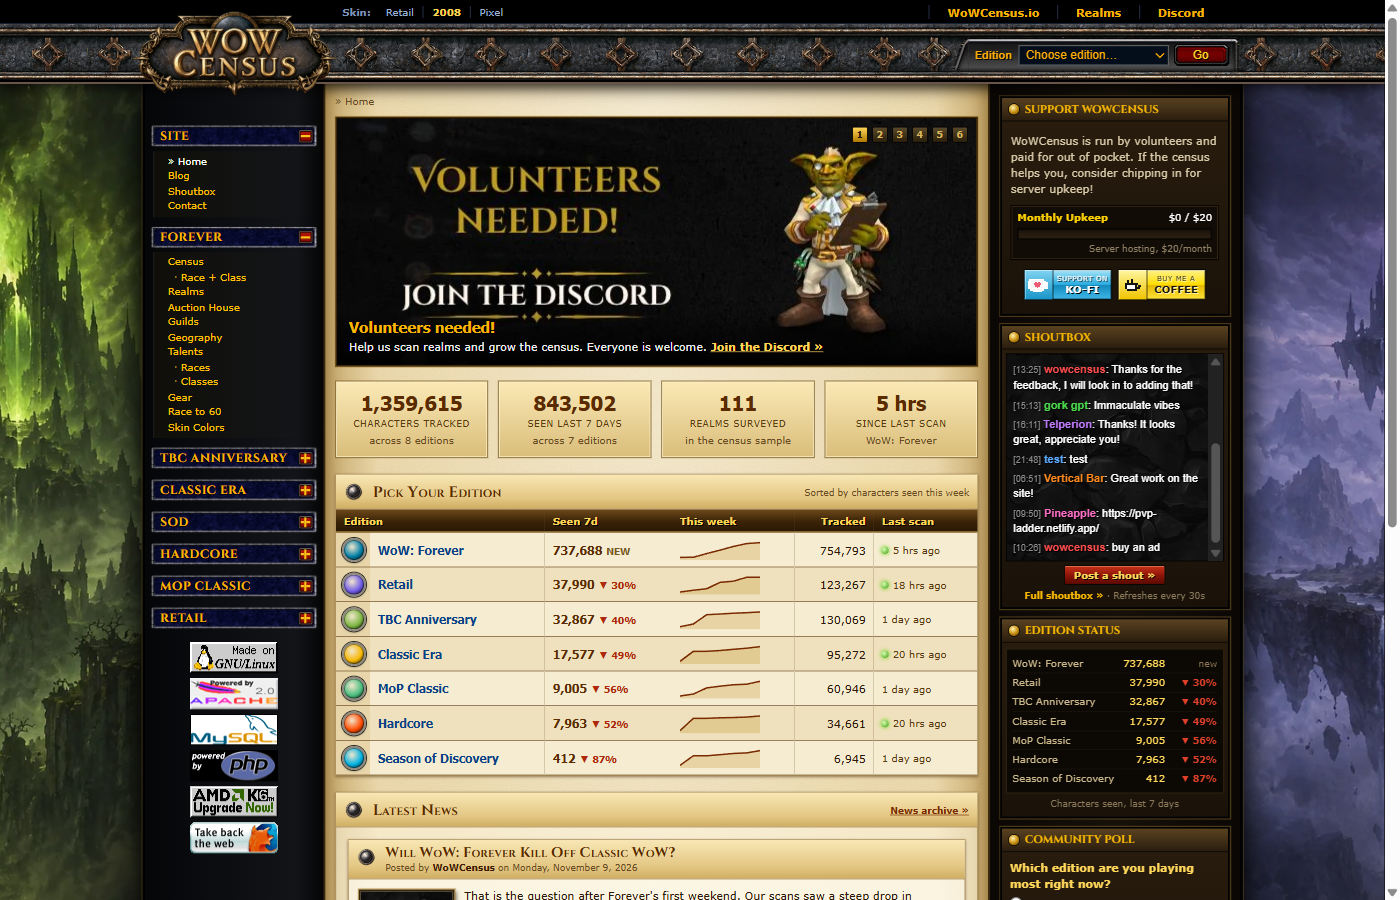 Skin: Retail 2008 Pixel
WoWCensus.io Realms Discord
WOW
CENSUS
Edition Choose edition... Go
SITE
» Home
Blog
Shoutbox
Contact
FOREVER
Census
· Race + Class
Realms
Auction House
Guilds
Geography
Talents
· Races
· Classes
Gear
Race to 60
Skin Colors
TBC ANNIVERSARY
CLASSIC ERA
SOD
HARDCORE
MOP CLASSIC
RETAIL
Made on
GNU/Linux
Powered by
APACHE 2.0
MySQL
powered
by php
AMD K6
Upgrade Now!
Take back
the web
» Home
1 2 3 4 5 6
VOLUNTEERS
NEEDED!
JOIN THE DISCORD
Volunteers needed!
Help us scan realms and grow the census. Everyone is welcome. Join the Discord »
1,359,615
CHARACTERS TRACKED
across 8 editions
843,502
SEEN LAST 7 DAYS
across 7 editions
111
REALMS SURVEYED
in the census sample
5 hrs
SINCE LAST SCAN
WoW: Forever
PICK YOUR EDITION
Sorted by characters seen this week
Edition Seen 7d This week Tracked Last scan
WoW: Forever 737,688 NEW 754,793 5 hrs ago
Retail 37,990 ▼ 30% 123,267 18 hrs ago
TBC Anniversary 32,867 ▼ 40% 130,069 1 day ago
Classic Era 17,577 ▼ 49% 95,272 20 hrs ago
MoP Classic 9,005 ▼ 56% 60,946 1 day ago
Hardcore 7,963 ▼ 52% 34,661 20 hrs ago
Season of Discovery 412 ▼ 87% 6,945 1 day ago
LATEST NEWS
News archive »
WILL WOW: FOREVER KILL OFF CLASSIC WOW?
Posted by WoWCensus on Monday, November 9, 2026
That is the question after Forever's first weekend. Our scans saw a steep drop in
SUPPORT WOWCENSUS
WoWCensus is run by volunteers and
paid for out of pocket. If the census
helps you, consider chipping in for
server upkeep!
Monthly Upkeep $0 / $20
Server hosting, $20/month
SUPPORT ON
KO-FI
BUY ME A
COFFEE
SHOUTBOX
[13:25] wowcensus: Thanks for the
feedback, I will look in to adding that!
[15:13] gork gpt: Immaculate vibes
[16:11] Telperion: Thanks! It looks
great, appreciate you!
[21:48] test: test
[06:51] Vertical Bar: Great work on the
site!
[09:50] Pineapple: https://pvp-
ladder.netlify.app/
[10:26] wowcensus: buy an ad
Post a shout »
Full shoutbox » · Refreshes every 30s
EDITION STATUS
WoW: Forever 737,688 new
Retail 37,990 ▼ 30%
TBC Anniversary 32,867 ▼ 40%
Classic Era 17,577 ▼ 49%
MoP Classic 9,005 ▼ 56%
Hardcore 7,963 ▼ 52%
Season of Discovery 412 ▼ 87%
Characters seen, last 7 days
COMMUNITY POLL
Which edition are you playing
most right now?